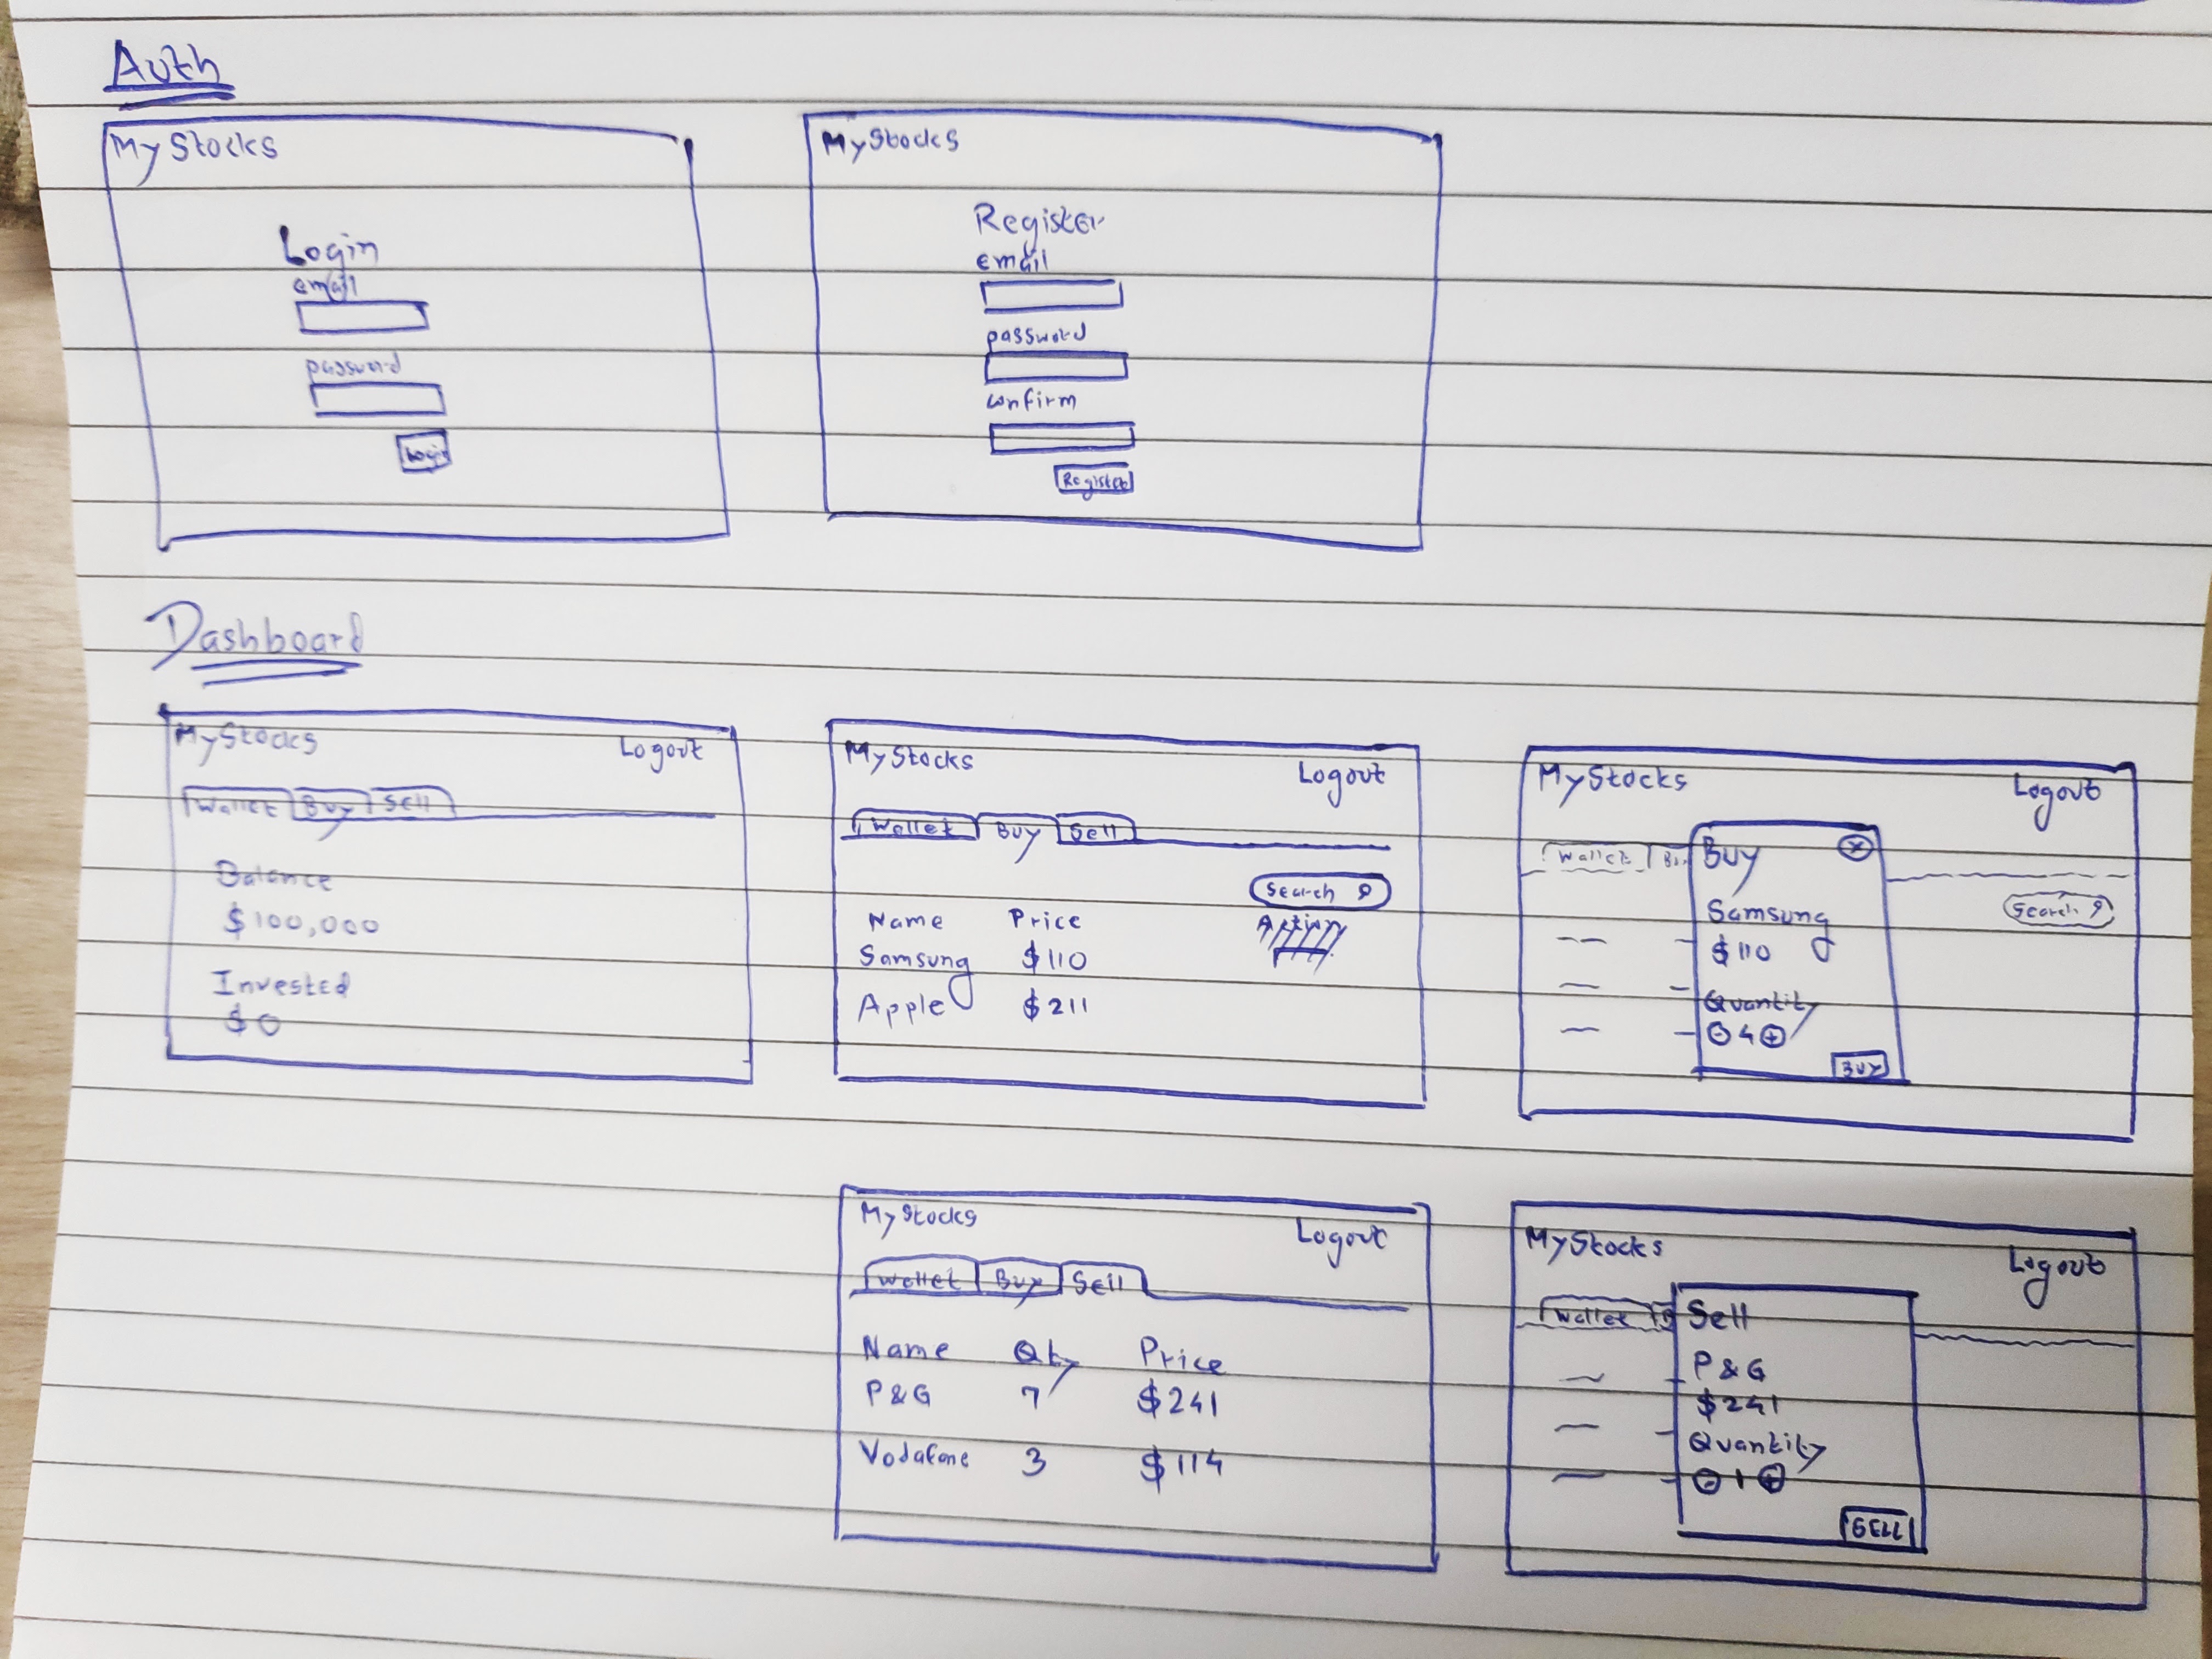 Auth
MyStocks
Login
email
password
Login
MyStocks
Register
email
password
confirm
Register
Dashboard
MyStocks Logout
Wallet Buy Sell
Balance
$100,000
Invested
$0
MyStocks Logout
Wallet Buy Sell
Search
Name Price Action
Samsung $110
Apple $211
MyStocks Logout
Wallet
Search
Buy
Samsung
$110
Quantity
- 4 +
BUY
MyStocks Logout
Wallet Buy Sell
Name Qty Price
P&G 7 $241
Vodafone 3 $114
MyStocks Logout
Wallet
Sell
P&G
$241
Quantity
- 1 +
SELL